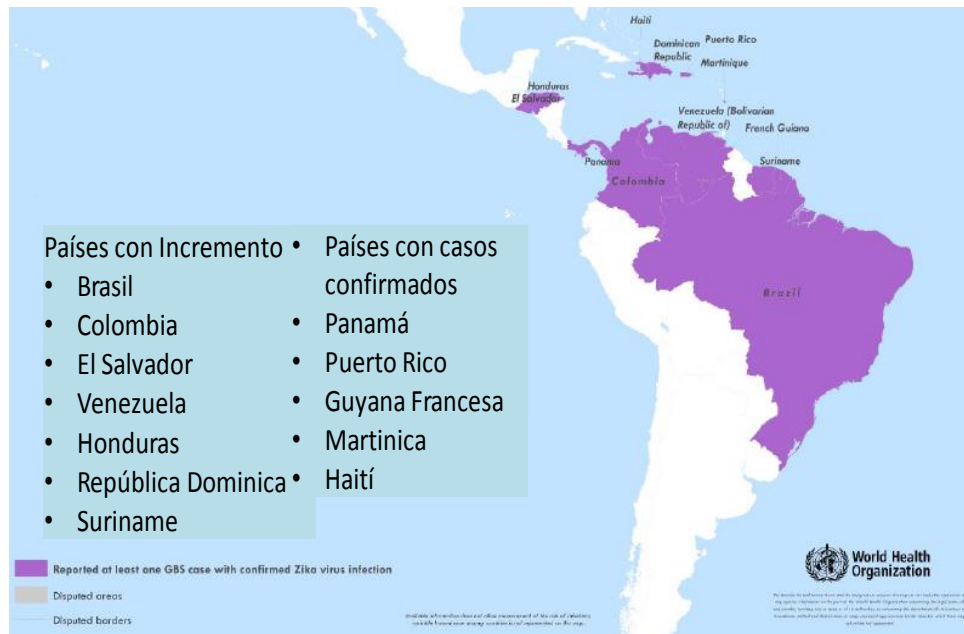 Haiti
Dominican
Republic
Puerto Rico
Martinique
Honduras
El Salvador
Venezuela (Bolivarian
Republic of)
French Guiana
Panama
Suriname
Colombia
Brazil
Países con Incremento
• Brasil
• Colombia
• El Salvador
• Venezuela
• Honduras
• República Dominica
• Suriname
• Países con casos
confirmados
• Panamá
• Puerto Rico
• Guyana Francesa
• Martinica
• Haití
Reported at least one GBS case with confirmed Zika virus infection
Disputed areas
Disputed borders
World Health
Organization